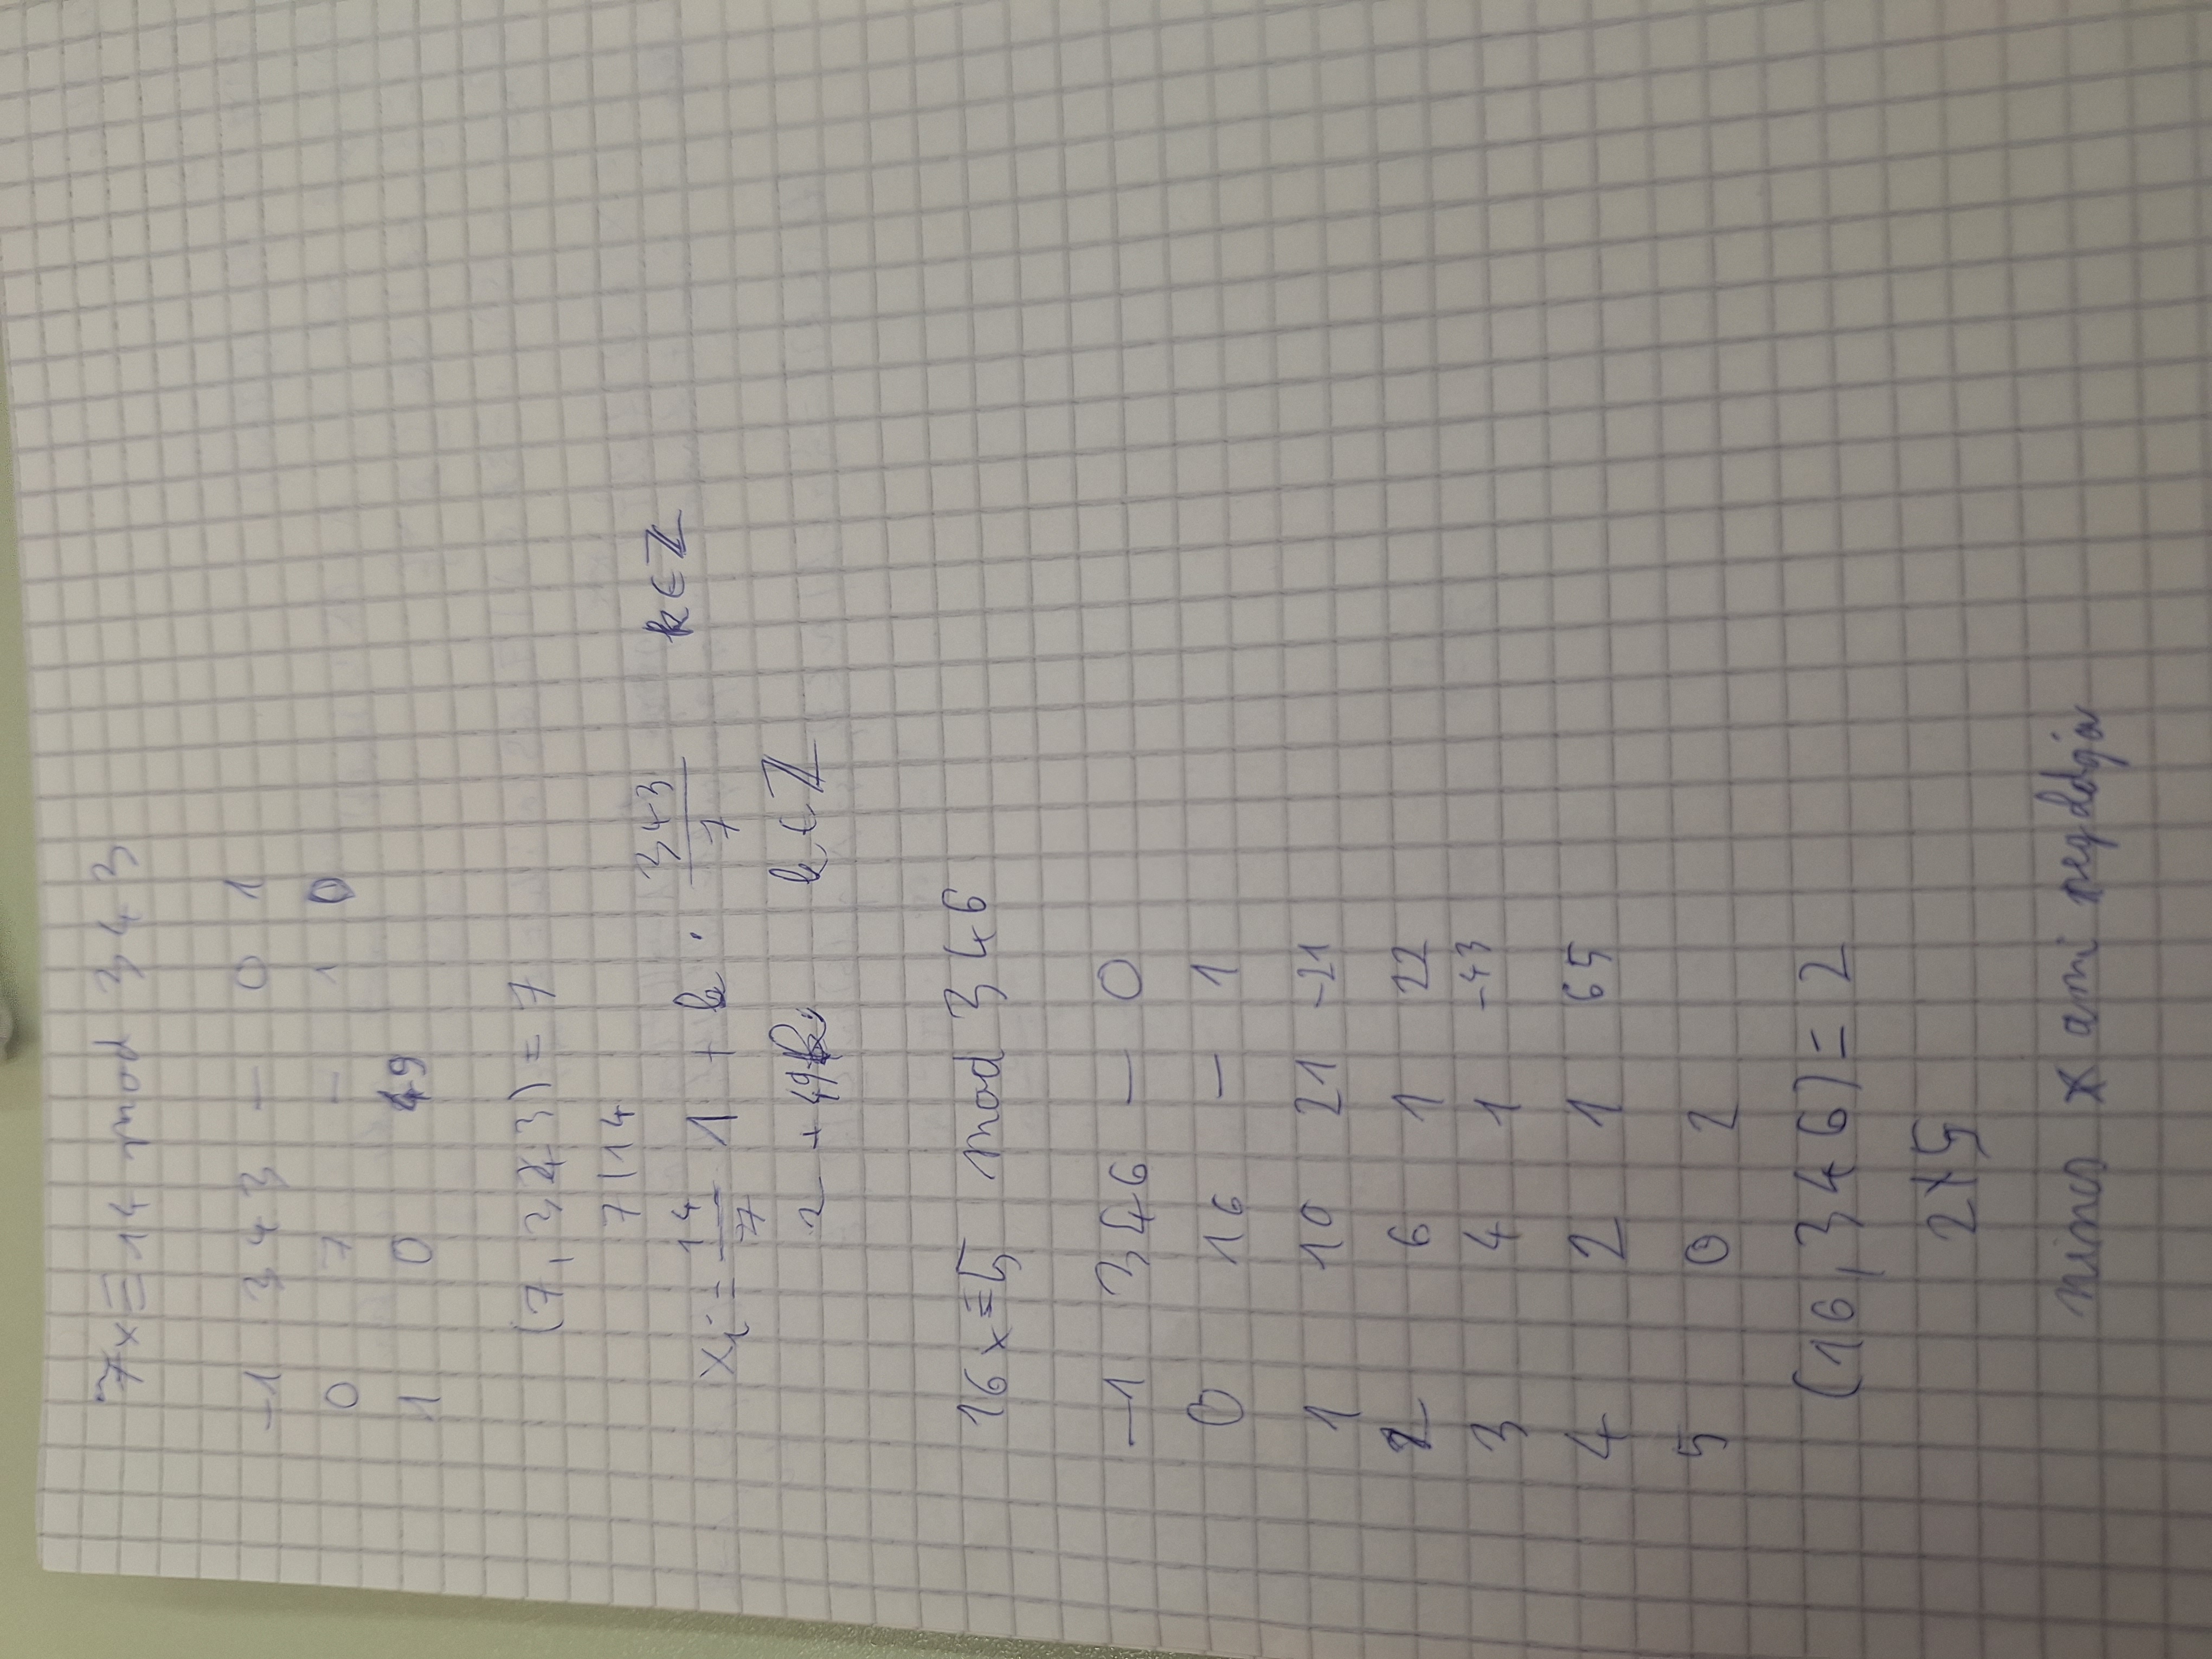 7x ≡ 14 mod 343
-1 343 - 0 1
0 7 - 1 0
1 0 49
(7, 343) = 7
7 | 14
x_i = 14/7 1 + k · 343/7 k ∈ ℤ
2 + 49k k ∈ ℤ
16x ≡ 5 mod 346
-1 346 - 0
0 16 - 1
1 10 21 -21
2 6 1 22
3 4 1 -43
4 2 1 65
5 0 2
(16, 346) = 2
2 ∤ 5
nincs x ami megoldja